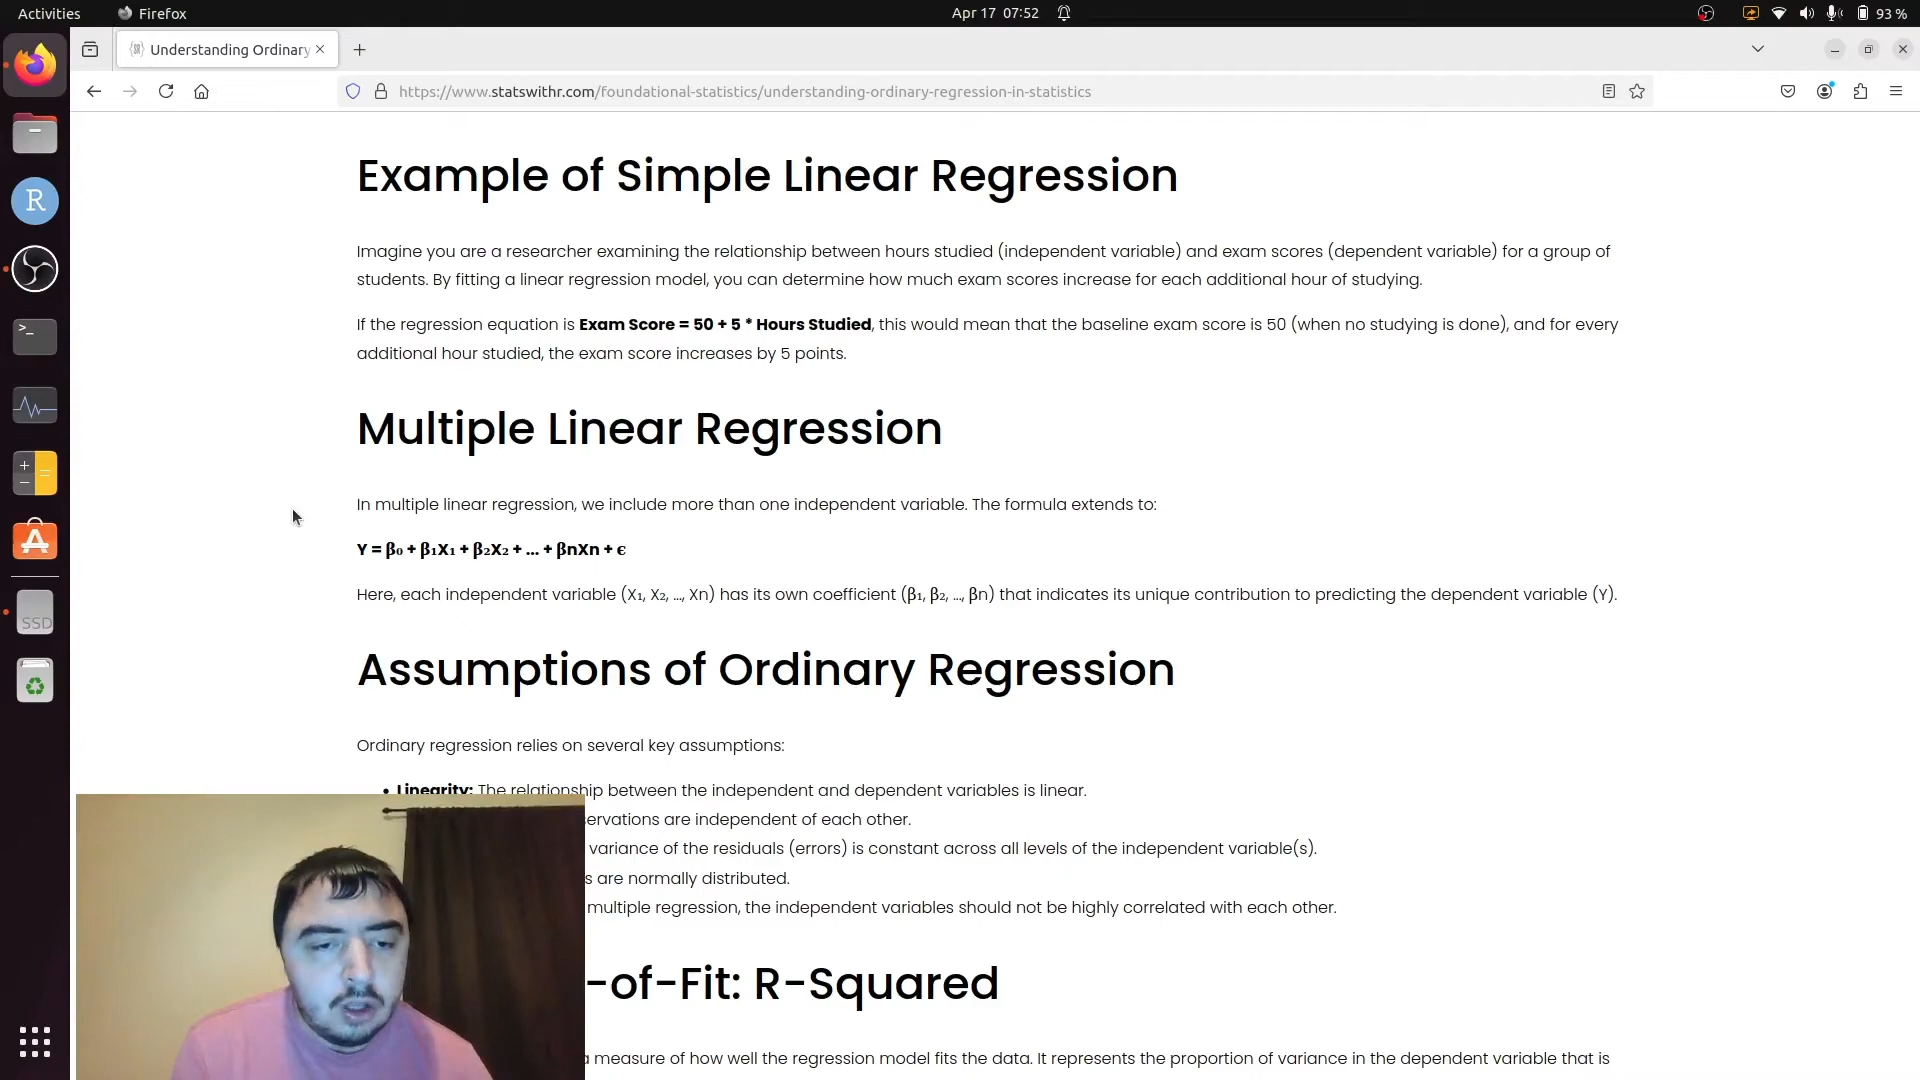 Activities Firefox Apr 17 07:52 93 %
Understanding Ordinary
https://www.statswithr.com/foundational-statistics/understanding-ordinary-regression-in-statistics
Example of Simple Linear Regression
Imagine you are a researcher examining the relationship between hours studied (independent variable) and exam scores (dependent variable) for a group of
students. By fitting a linear regression model, you can determine how much exam scores increase for each additional hour of studying.
If the regression equation is Exam Score = 50 + 5 * Hours Studied, this would mean that the baseline exam score is 50 (when no studying is done), and for every
additional hour studied, the exam score increases by 5 points.
Multiple Linear Regression
In multiple linear regression, we include more than one independent variable. The formula extends to:
Y = β₀ + β₁X₁ + β₂X₂ + ... + βnXn + ϵ
Here, each independent variable (X₁, X₂, ..., Xn) has its own coefficient (β₁, β₂, ..., βn) that indicates its unique contribution to predicting the dependent variable (Y).
Assumptions of Ordinary Regression
Ordinary regression relies on several key assumptions:
• Linearity: The relationship between the independent and dependent variables is linear.
servations are independent of each other.
variance of the residuals (errors) is constant across all levels of the independent variable(s).
s are normally distributed.
multiple regression, the independent variables should not be highly correlated with each other.
-of-Fit: R-Squared
a measure of how well the regression model fits the data. It represents the proportion of variance in the dependent variable that is
R
>_
SSD